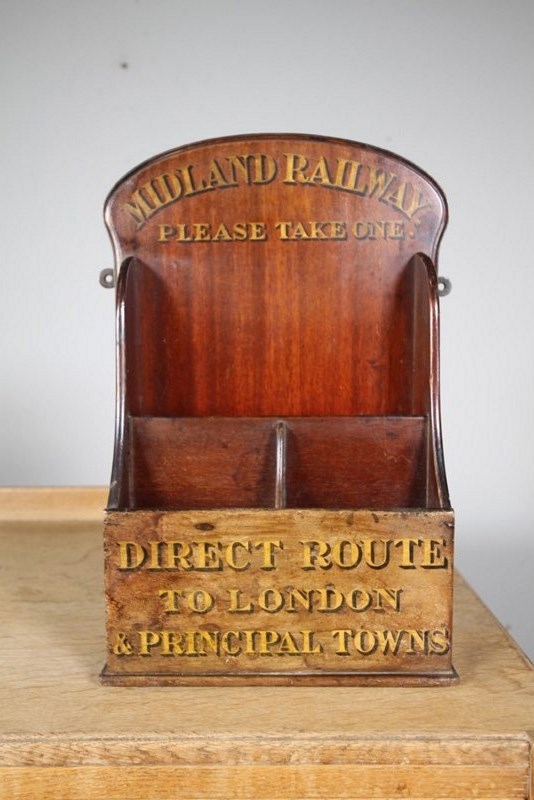 MIDLAND RAILWAY
PLEASE TAKE ONE.
DIRECT ROUTE
TO LONDON
& PRINCIPAL TOWNS